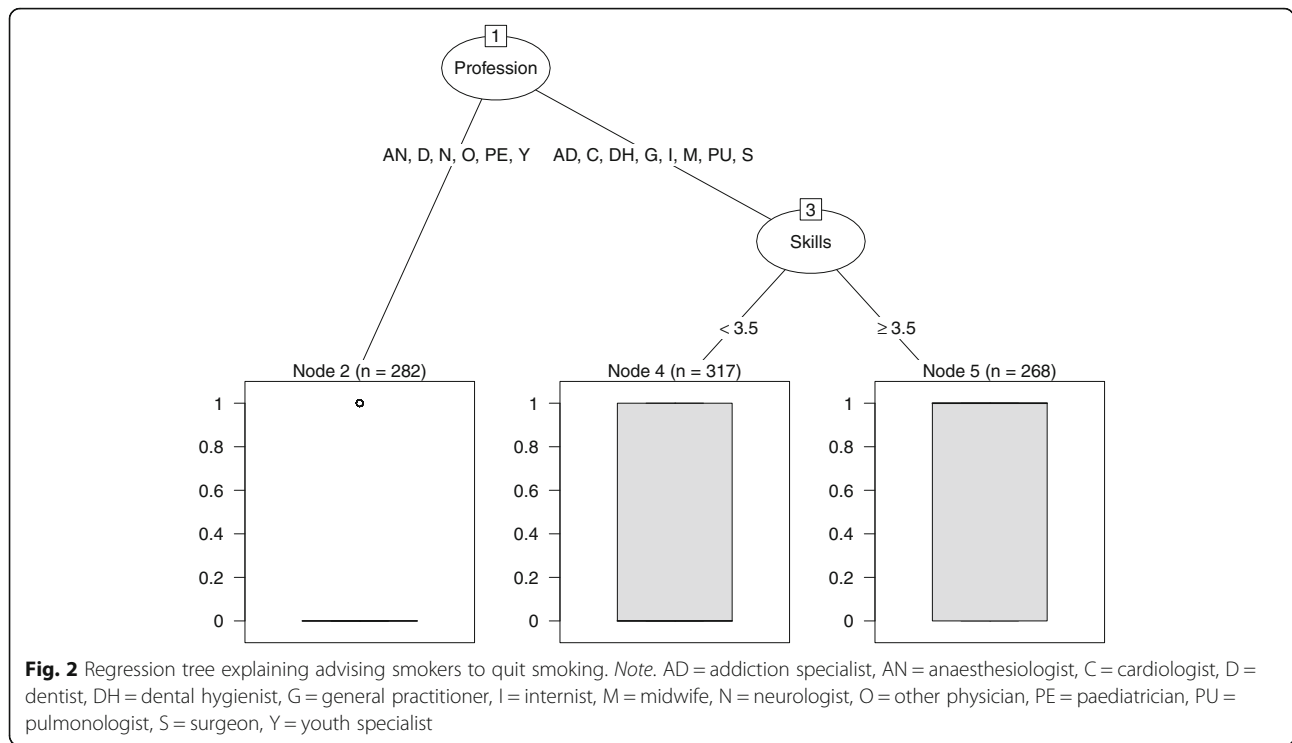 1
Profession
AN, D, N, O, PE, Y
AD, C, DH, G, I, M, PU, S
3
Skills
< 3.5
≥ 3.5
Node 2 (n = 282)
1
0.8
0.6
0.4
0.2
0
Node 4 (n = 317)
1
0.8
0.6
0.4
0.2
0
Node 5 (n = 268)
1
0.8
0.6
0.4
0.2
0
Fig. 2 Regression tree explaining advising smokers to quit smoking. Note. AD = addiction specialist, AN = anaesthesiologist, C = cardiologist, D =
dentist, DH = dental hygienist, G = general practitioner, I = internist, M = midwife, N = neurologist, O = other physician, PE = paediatrician, PU =
pulmonologist, S = surgeon, Y = youth specialist